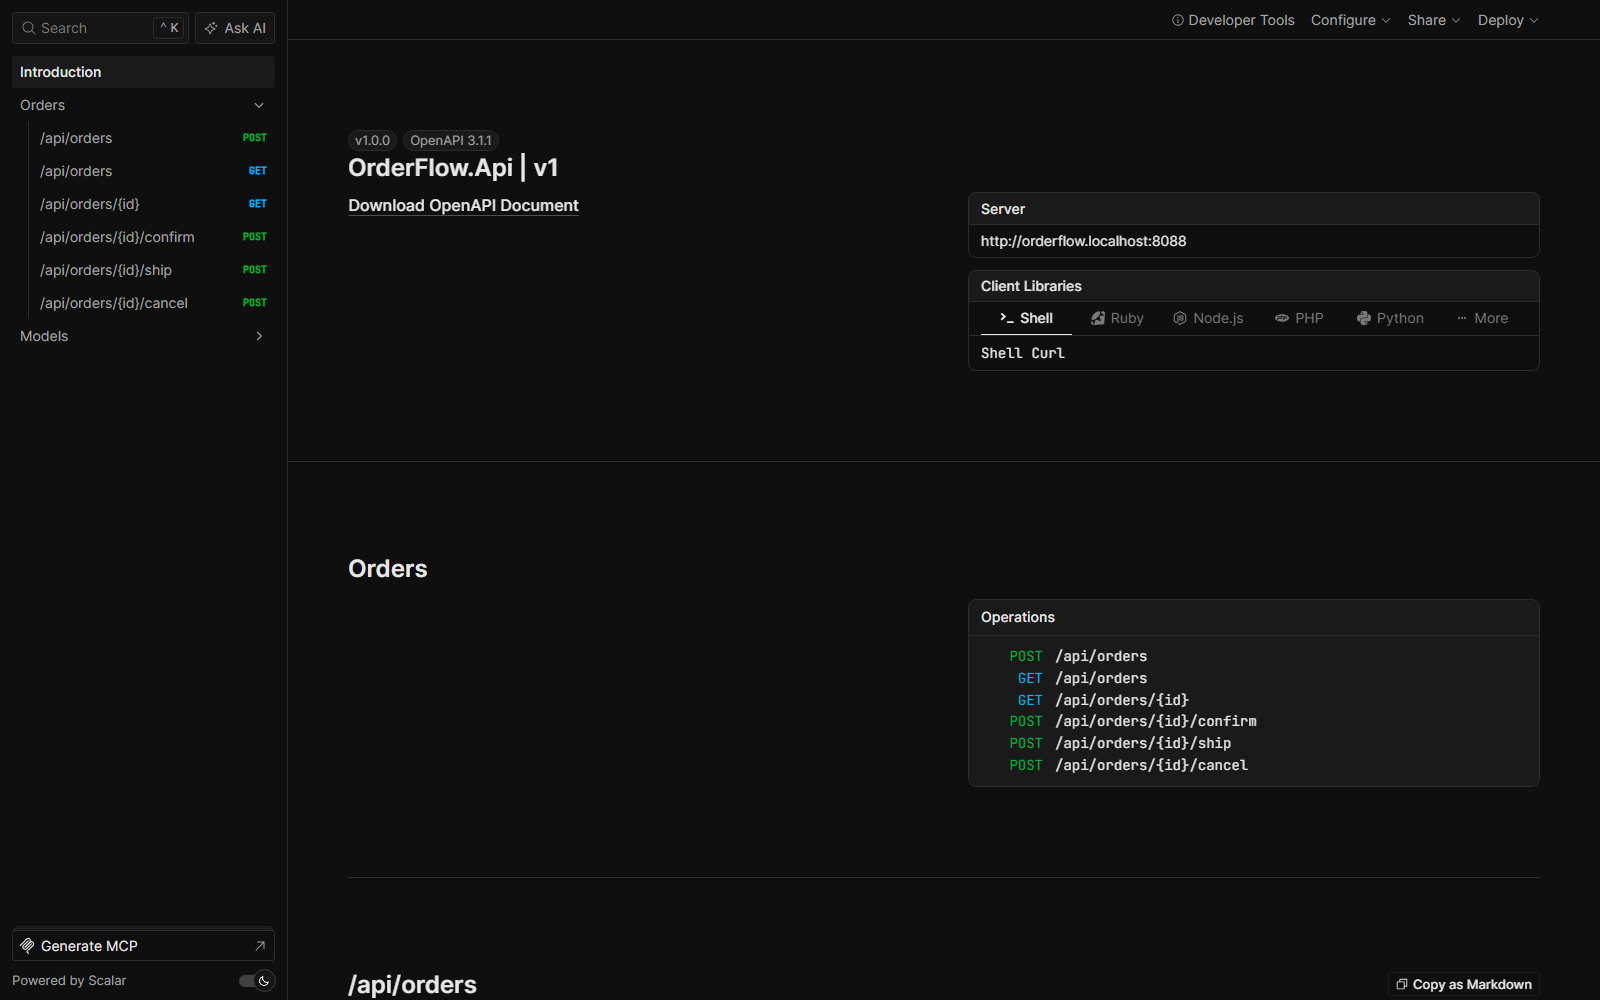 Search
^ K
Ask AI
Introduction
Orders
/api/orders POST
/api/orders GET
/api/orders/{id} GET
/api/orders/{id}/confirm POST
/api/orders/{id}/ship POST
/api/orders/{id}/cancel POST
Models
Generate MCP
Powered by Scalar
Developer Tools
Configure
Share
Deploy
v1.0.0
OpenAPI 3.1.1
OrderFlow.Api | v1
Download OpenAPI Document
Server
http://orderflow.localhost:8088
Client Libraries
Shell
Ruby
Node.js
PHP
Python
More
Shell Curl
Orders
Operations
POST /api/orders
GET /api/orders
GET /api/orders/{id}
POST /api/orders/{id}/confirm
POST /api/orders/{id}/ship
POST /api/orders/{id}/cancel
/api/orders
Copy as Markdown